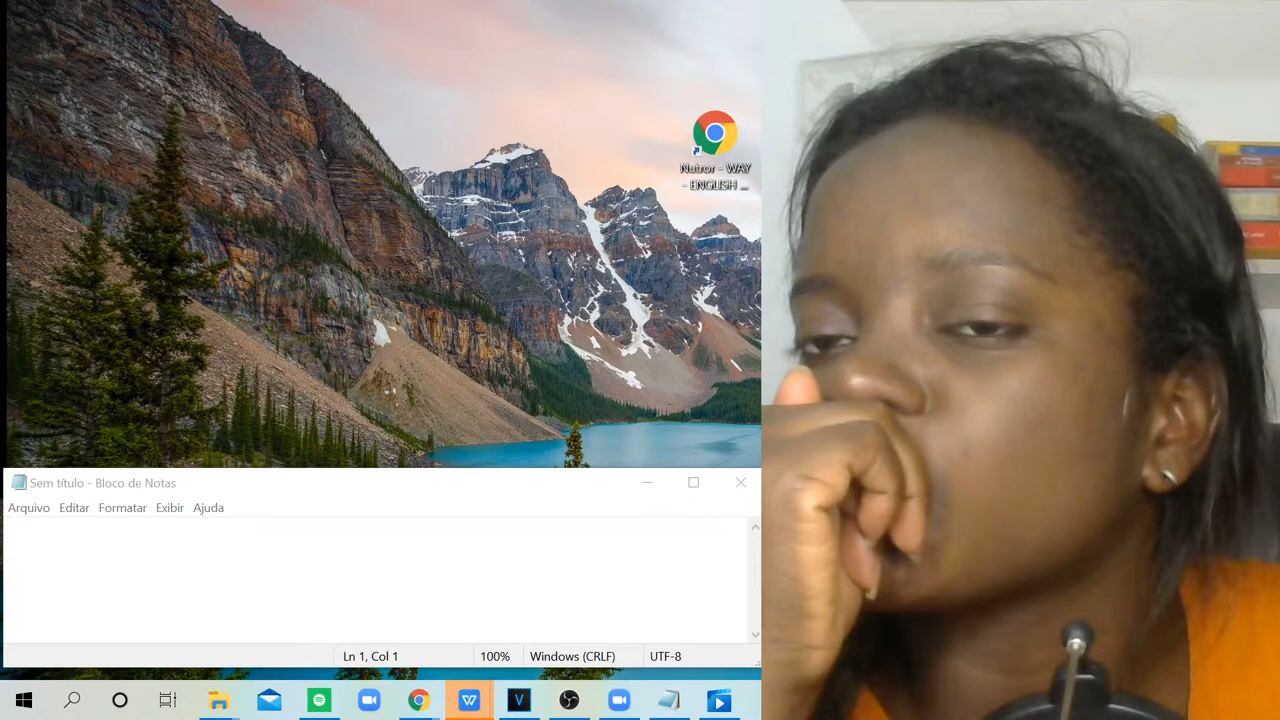 Nutror - WAY
- ENGLISH ...
Sem título - Bloco de Notas
Arquivo Editar Formatar Exibir Ajuda
Ln 1, Col 1 100% Windows (CRLF) UTF-8